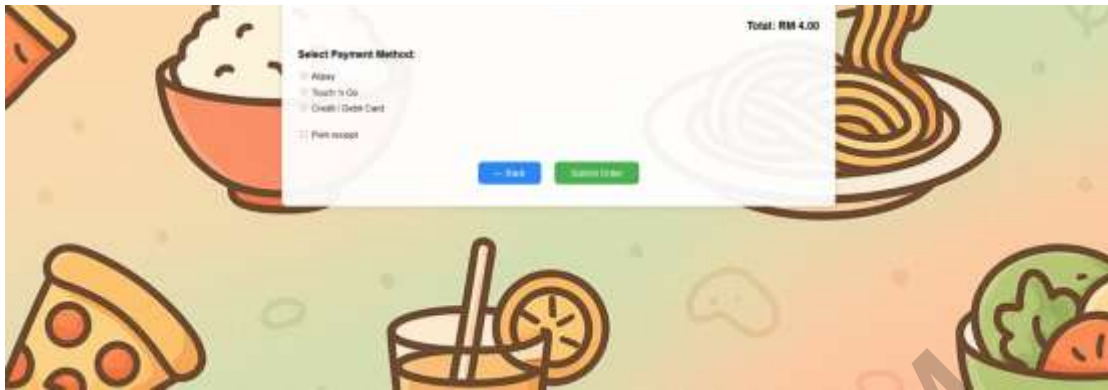 Total: RM 4.00
Select Payment Method:
Alipay
Touch 'n Go
Credit / Debit Card
Print receipt
← Back
Submit Order